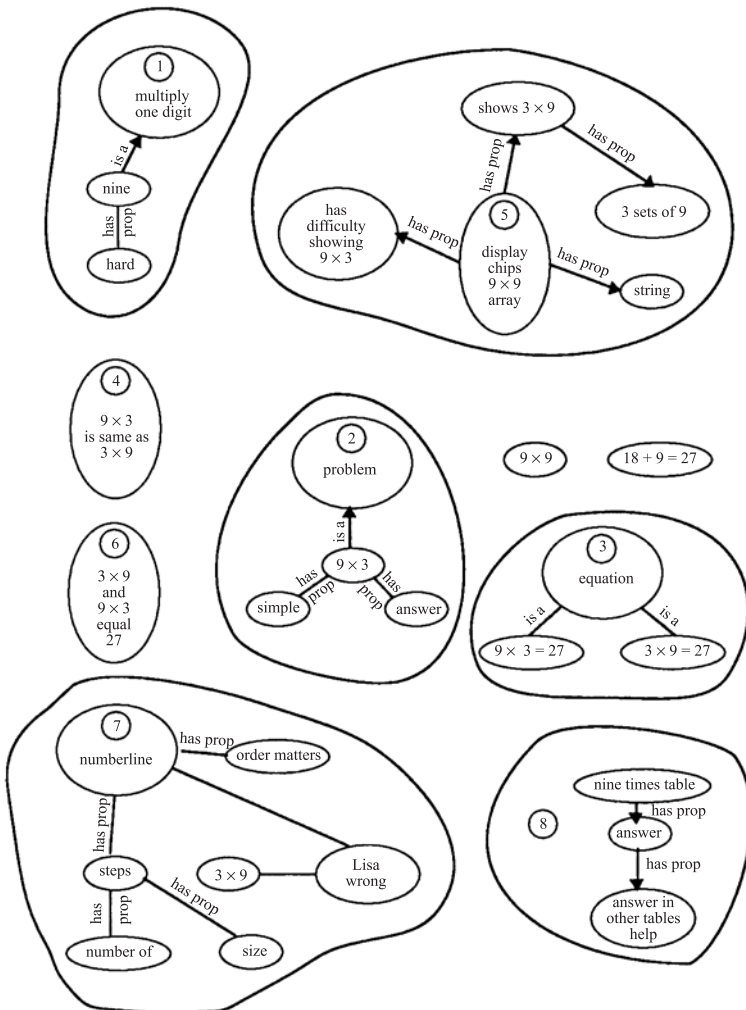 1
multiply
one digit
is a
nine
has
prop
hard
shows 3 × 9
has prop
has prop
3 sets of 9
has
difficulty
showing
9 × 3
has prop
5
display
chips
9 × 9
array
has prop
string
4
9 × 3
is same as
3 × 9
2
problem
is a
9 × 3
has
prop
has
prop
simple
answer
9 × 9
18 + 9 = 27
6
3 × 9
and
9 × 3
equal
27
3
equation
is a
is a
9 × 3 = 27
3 × 9 = 27
7
numberline
has prop
order matters
has prop
steps
3 × 9
Lisa
wrong
has
prop
has prop
number of
size
8
nine times table
has prop
answer
has prop
answer in
other tables
help